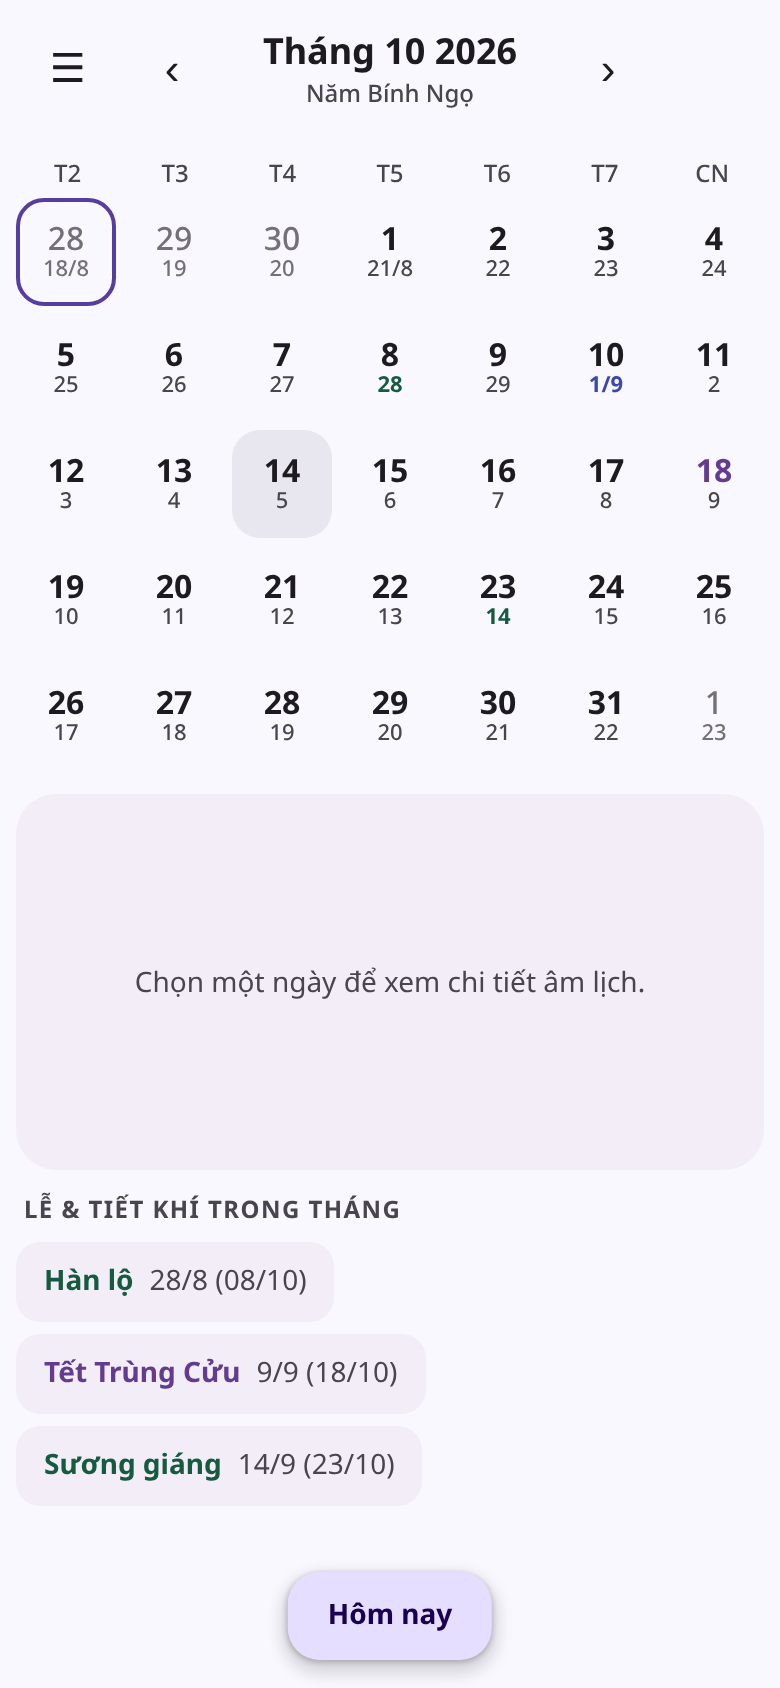 ☰ ‹ Tháng 10 2026 ›
Năm Bính Ngọ
T2 T3 T4 T5 T6 T7 CN
28 29 30 1 2 3 4
18/8 19 20 21/8 22 23 24
5 6 7 8 9 10 11
25 26 27 28 29 1/9 2
12 13 14 15 16 17 18
3 4 5 6 7 8 9
19 20 21 22 23 24 25
10 11 12 13 14 15 16
26 27 28 29 30 31 1
17 18 19 20 21 22 23
Chọn một ngày để xem chi tiết âm lịch.
LỄ & TIẾT KHÍ TRONG THÁNG
Hàn lộ 28/8 (08/10)
Tết Trùng Cửu 9/9 (18/10)
Sương giáng 14/9 (23/10)
Hôm nay